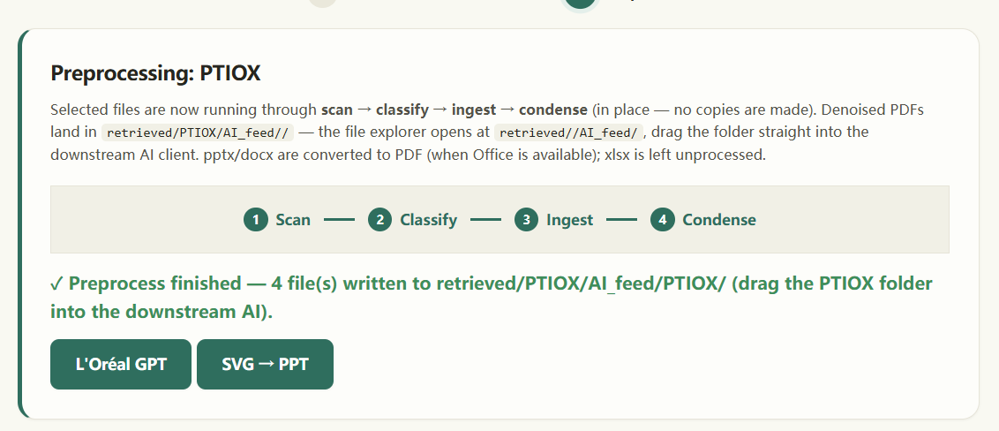 Preprocessing: PTIOX
Selected files are now running through scan → classify → ingest → condense (in place — no copies are made). Denoised PDFs
land in retrieved/PTIOX/AI_feed// — the file explorer opens at retrieved//AI_feed/, drag the folder straight into the
downstream AI client. pptx/docx are converted to PDF (when Office is available); xlsx is left unprocessed.
1 Scan 2 Classify 3 Ingest 4 Condense
✓ Preprocess finished — 4 file(s) written to retrieved/PTIOX/AI_feed/PTIOX/ (drag the PTIOX folder
into the downstream AI).
L'Oréal GPT SVG → PPT